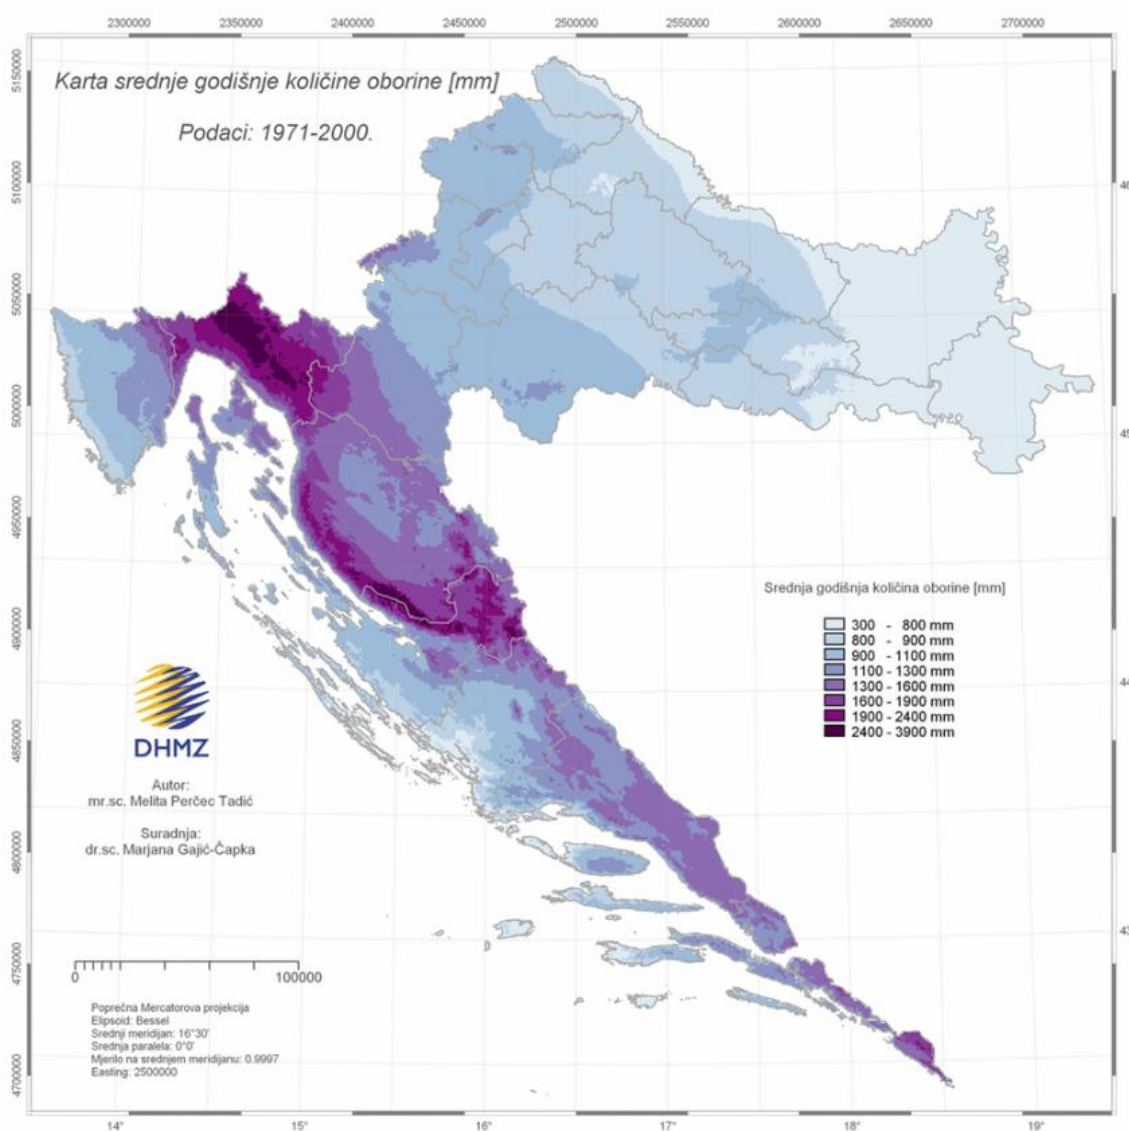 2300000 2350000 2400000 2450000 2500000 2550000 2600000 2650000 2700000
Karta srednje godišnje količine oborine [mm]
Podaci: 1971-2000.
5150000
5100000
5050000
5000000
4950000
4900000
4850000
4800000
4750000
4700000
46
45
44
43
Srednja godišnja količina oborine [mm]
300 - 800 mm
800 - 900 mm
900 - 1100 mm
1100 - 1300 mm
1300 - 1600 mm
1600 - 1900 mm
1900 - 2400 mm
2400 - 3900 mm
DHMZ
Autor:
mr.sc. Melita Perčec Tadić
Suradnja:
dr.sc. Marjana Gajić-Čapka
0 100000
Poprečna Mercatorova projekcija
Elipsoid: Bessel
Srednji meridijan: 16°30'
Srednja paralela: 0°0'
Mjerilo na srednjem meridijanu: 0.9997
Easting: 2500000
14° 15° 16° 17° 18° 19°